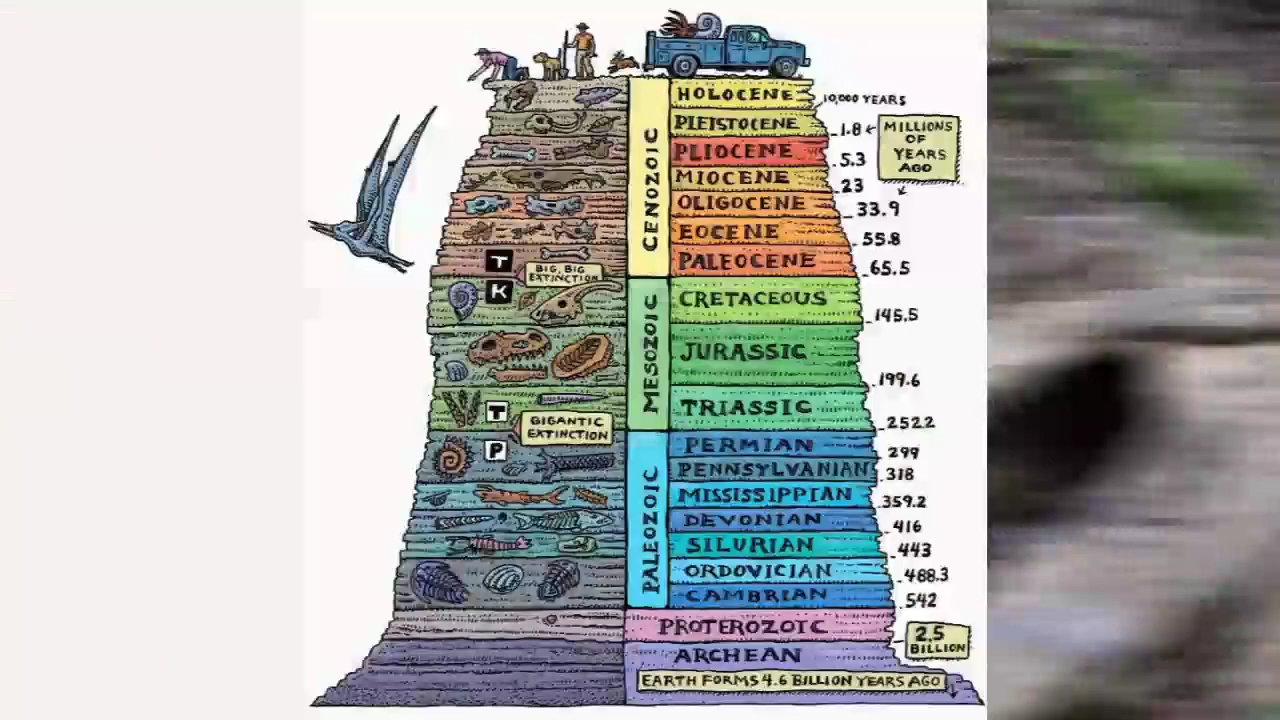 HOLOCENE
10,000 YEARS
PLEISTOCENE
1.8
MILLIONS
OF
YEARS
AGO
PLIOCENE
5.3
MIOCENE
23
OLIGOCENE
33.9
EOCENE
55.8
PALEOCENE
65.5
CENOZOIC
T
BIG, BIG
EXTINCTION
K
CRETACEOUS
145.5
JURASSIC
199.6
TRIASSIC
252.2
MESOZOIC
T
GIGANTIC
EXTINCTION
P
PERMIAN
299
PENNSYLVANIAN
318
MISSISSIPPIAN
359.2
DEVONIAN
416
SILURIAN
443
ORDOVICIAN
488.3
CAMBRIAN
542
PALEOZOIC
PROTEROZOIC
2.5
BILLION
ARCHEAN
EARTH FORMS 4.6 BILLION YEARS AGO